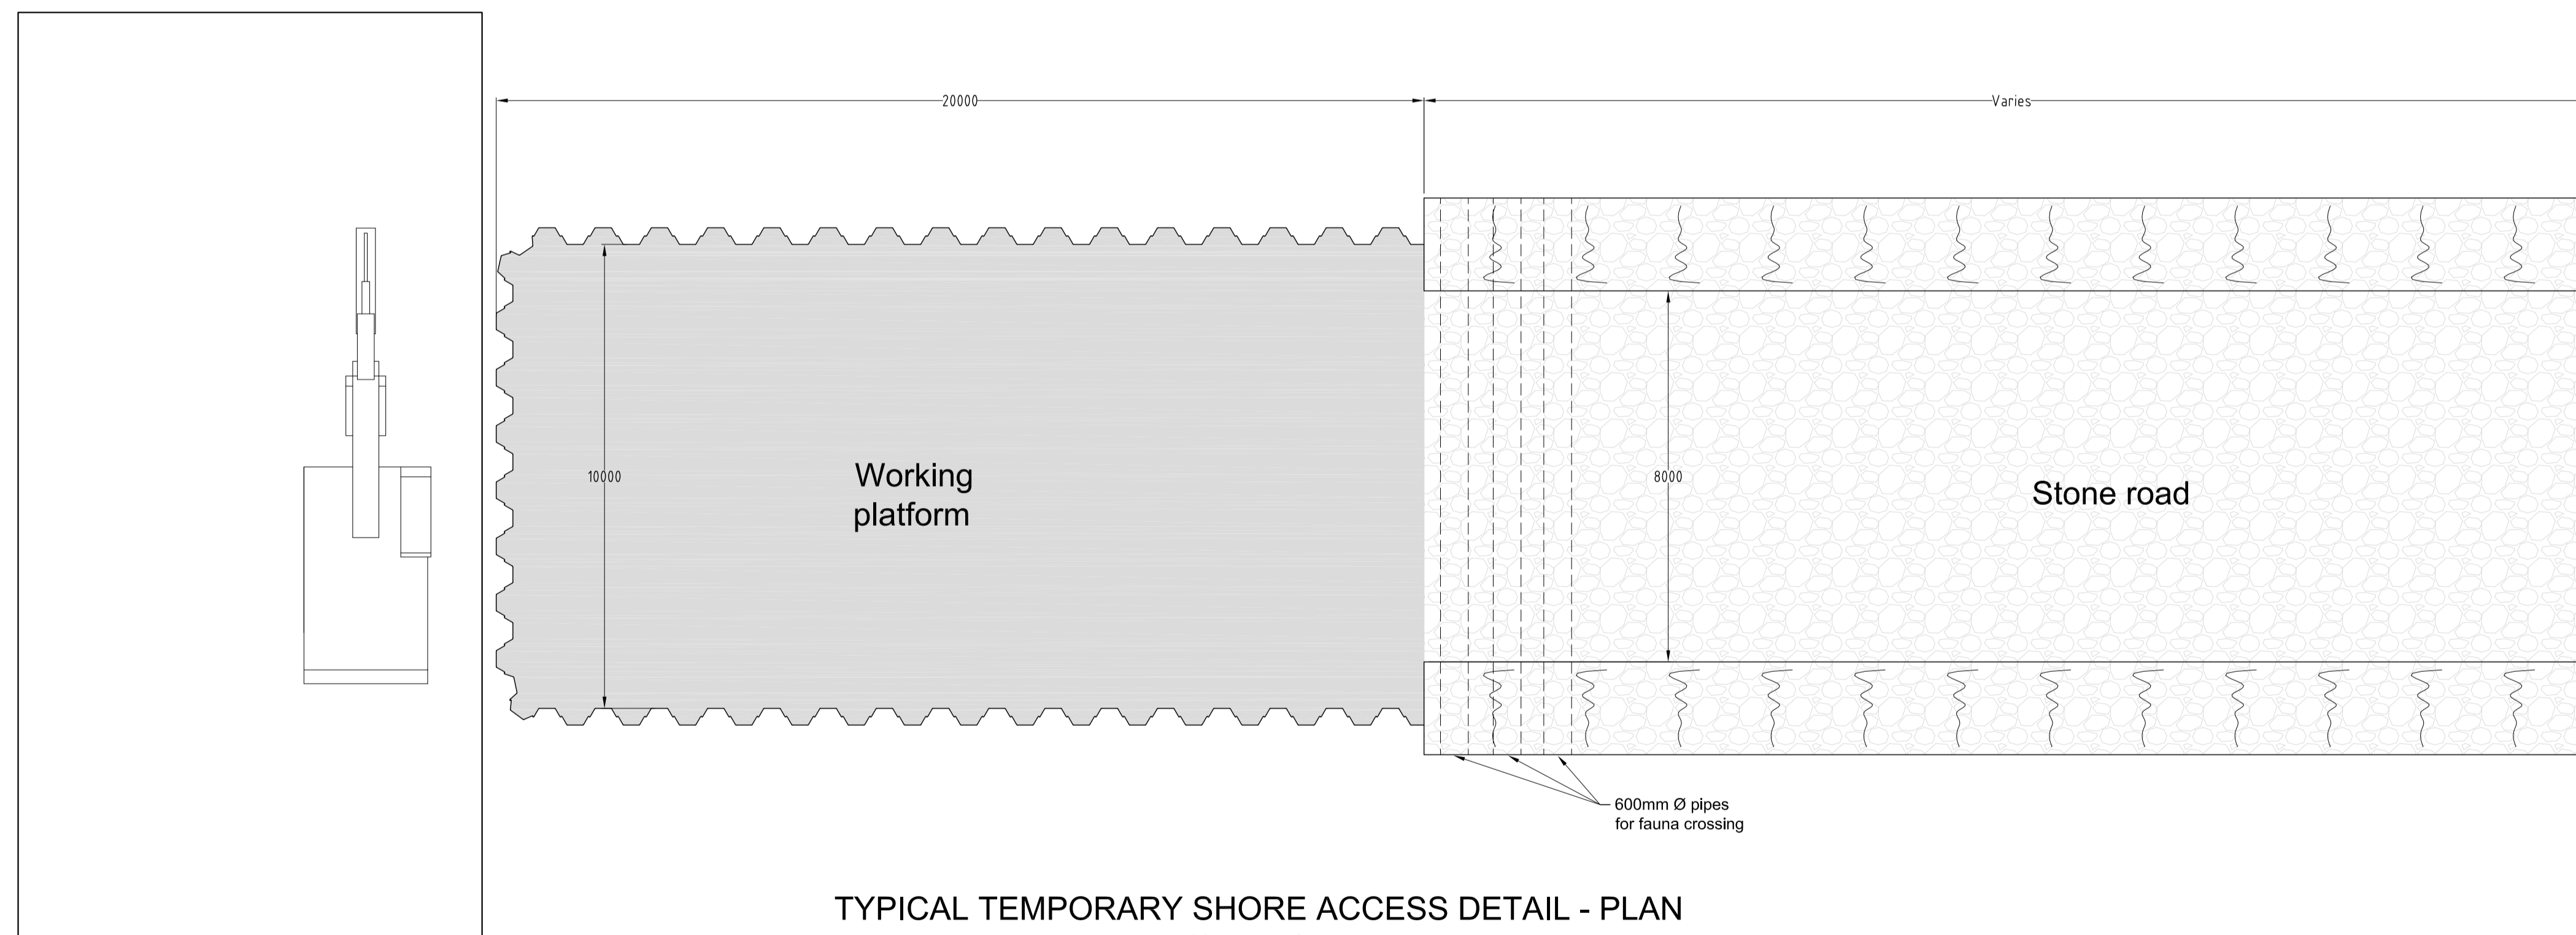 20000
Varies
10000
Working
platform
8000
Stone road
600mm Ø pipes
for fauna crossing
TYPICAL TEMPORARY SHORE ACCESS DETAIL - PLAN